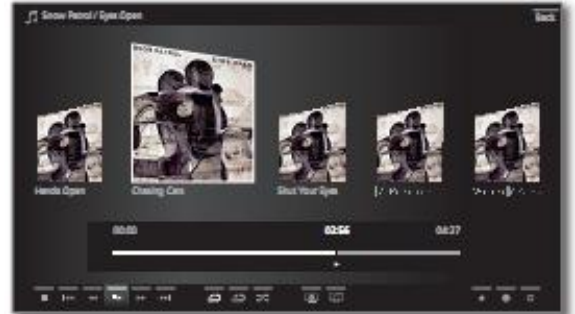 Snow Patrol / Eyes Open
Back
Hands Open
Chasing Cars
Shut Your Eyes
00:00
02:56
04:27